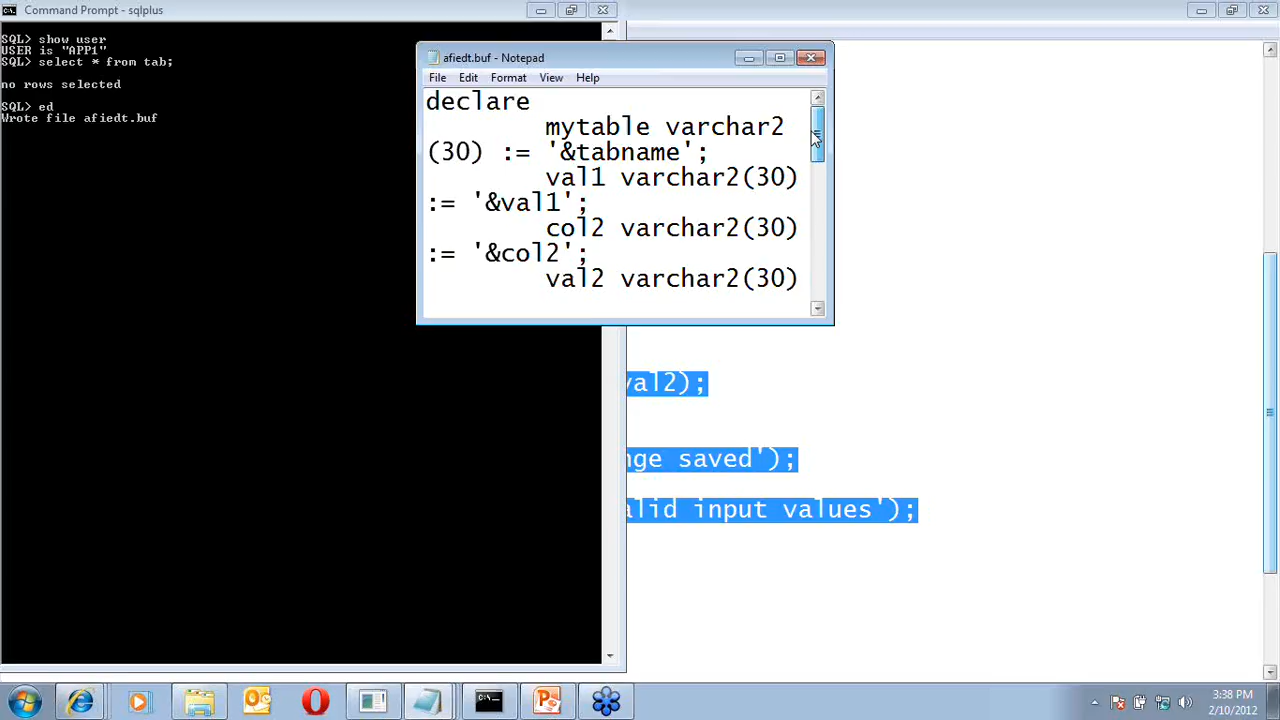 Command Prompt - sqlplus
SQL> show user
USER is "APP1"
SQL> select * from tab;
no rows selected
SQL> ed
Wrote file afiedt.buf
afiedt.buf - Notepad
File Edit Format View Help
declare
mytable varchar2
(30) := '&tabname';
val1 varchar2(30)
:= '&val1';
col2 varchar2(30)
:= '&col2';
val2 varchar2(30)
val2);
nge saved');
alid input values');
3:38 PM
2/10/2012